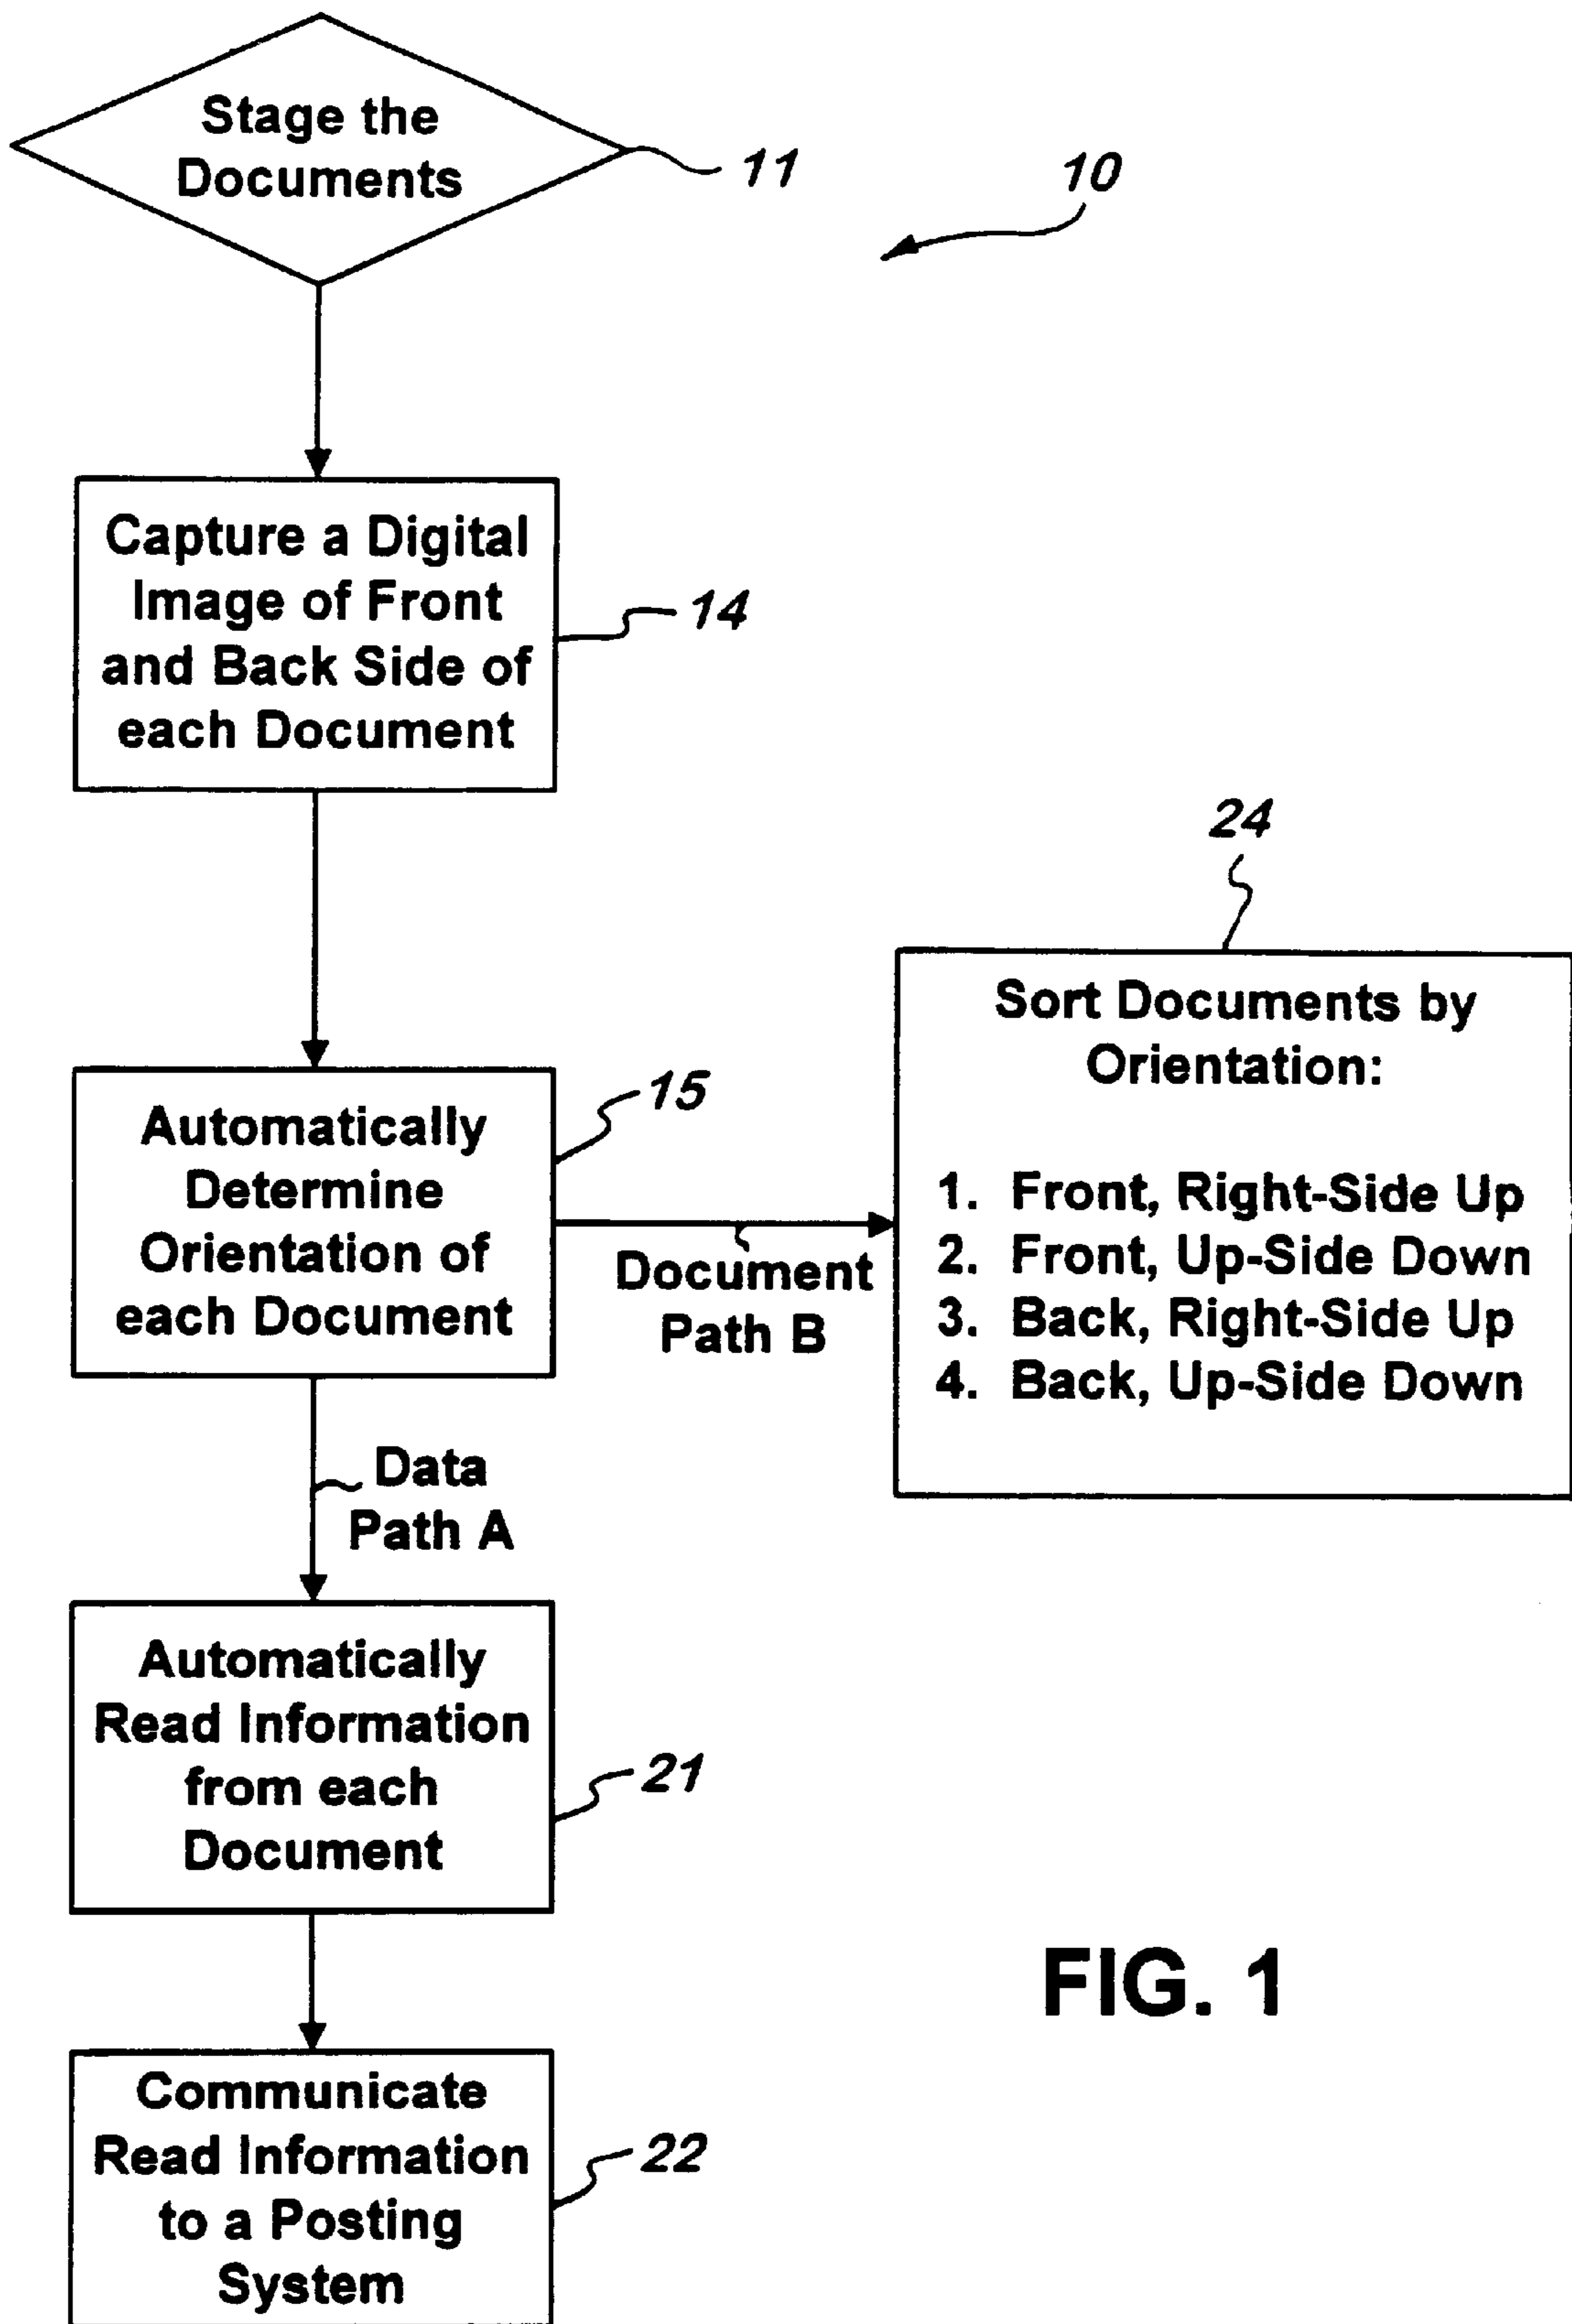 Stage the
Documents
11
10
Capture a Digital
Image of Front
and Back Side of
each Document
14
24
Sort Documents by
Orientation:
1. Front, Right-Side Up
2. Front, Up-Side Down
3. Back, Right-Side Up
4. Back, Up-Side Down
15
Automatically
Determine
Orientation of
each Document
Document
Path B
Data
Path A
Automatically
Read Information
from each
Document
21
FIG. 1
Communicate
Read Information
to a Posting
System
22